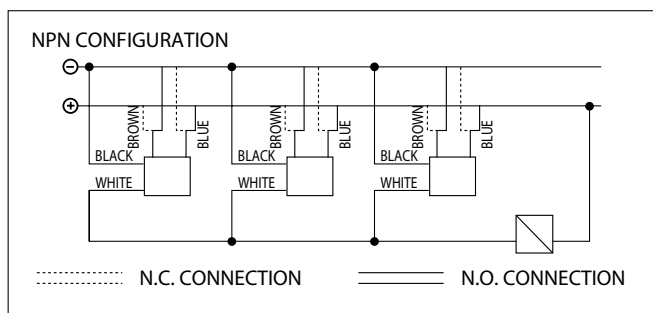 NPN CONFIGURATION
−
+
BROWN
BLUE
BROWN
BLUE
BROWN
BLUE
BLACK
BLACK
BLACK
WHITE
WHITE
WHITE
N.C. CONNECTION
N.O. CONNECTION